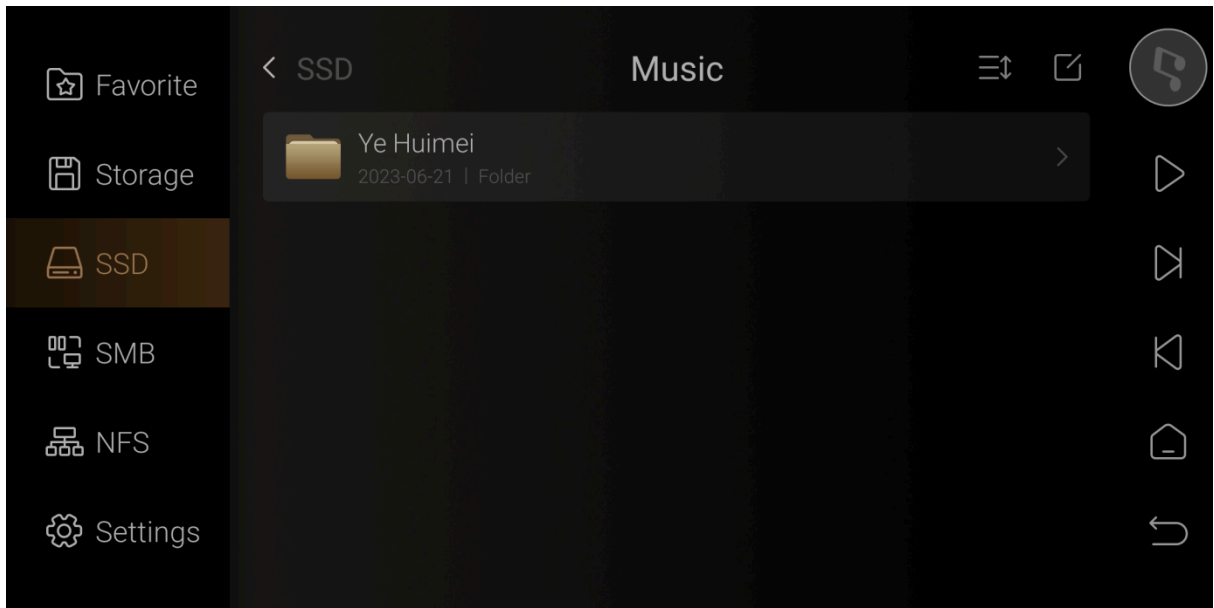 Favorite
Storage
SSD
SMB
NFS
Settings
SSD
Music
Ye Huimei
2023-06-21 | Folder